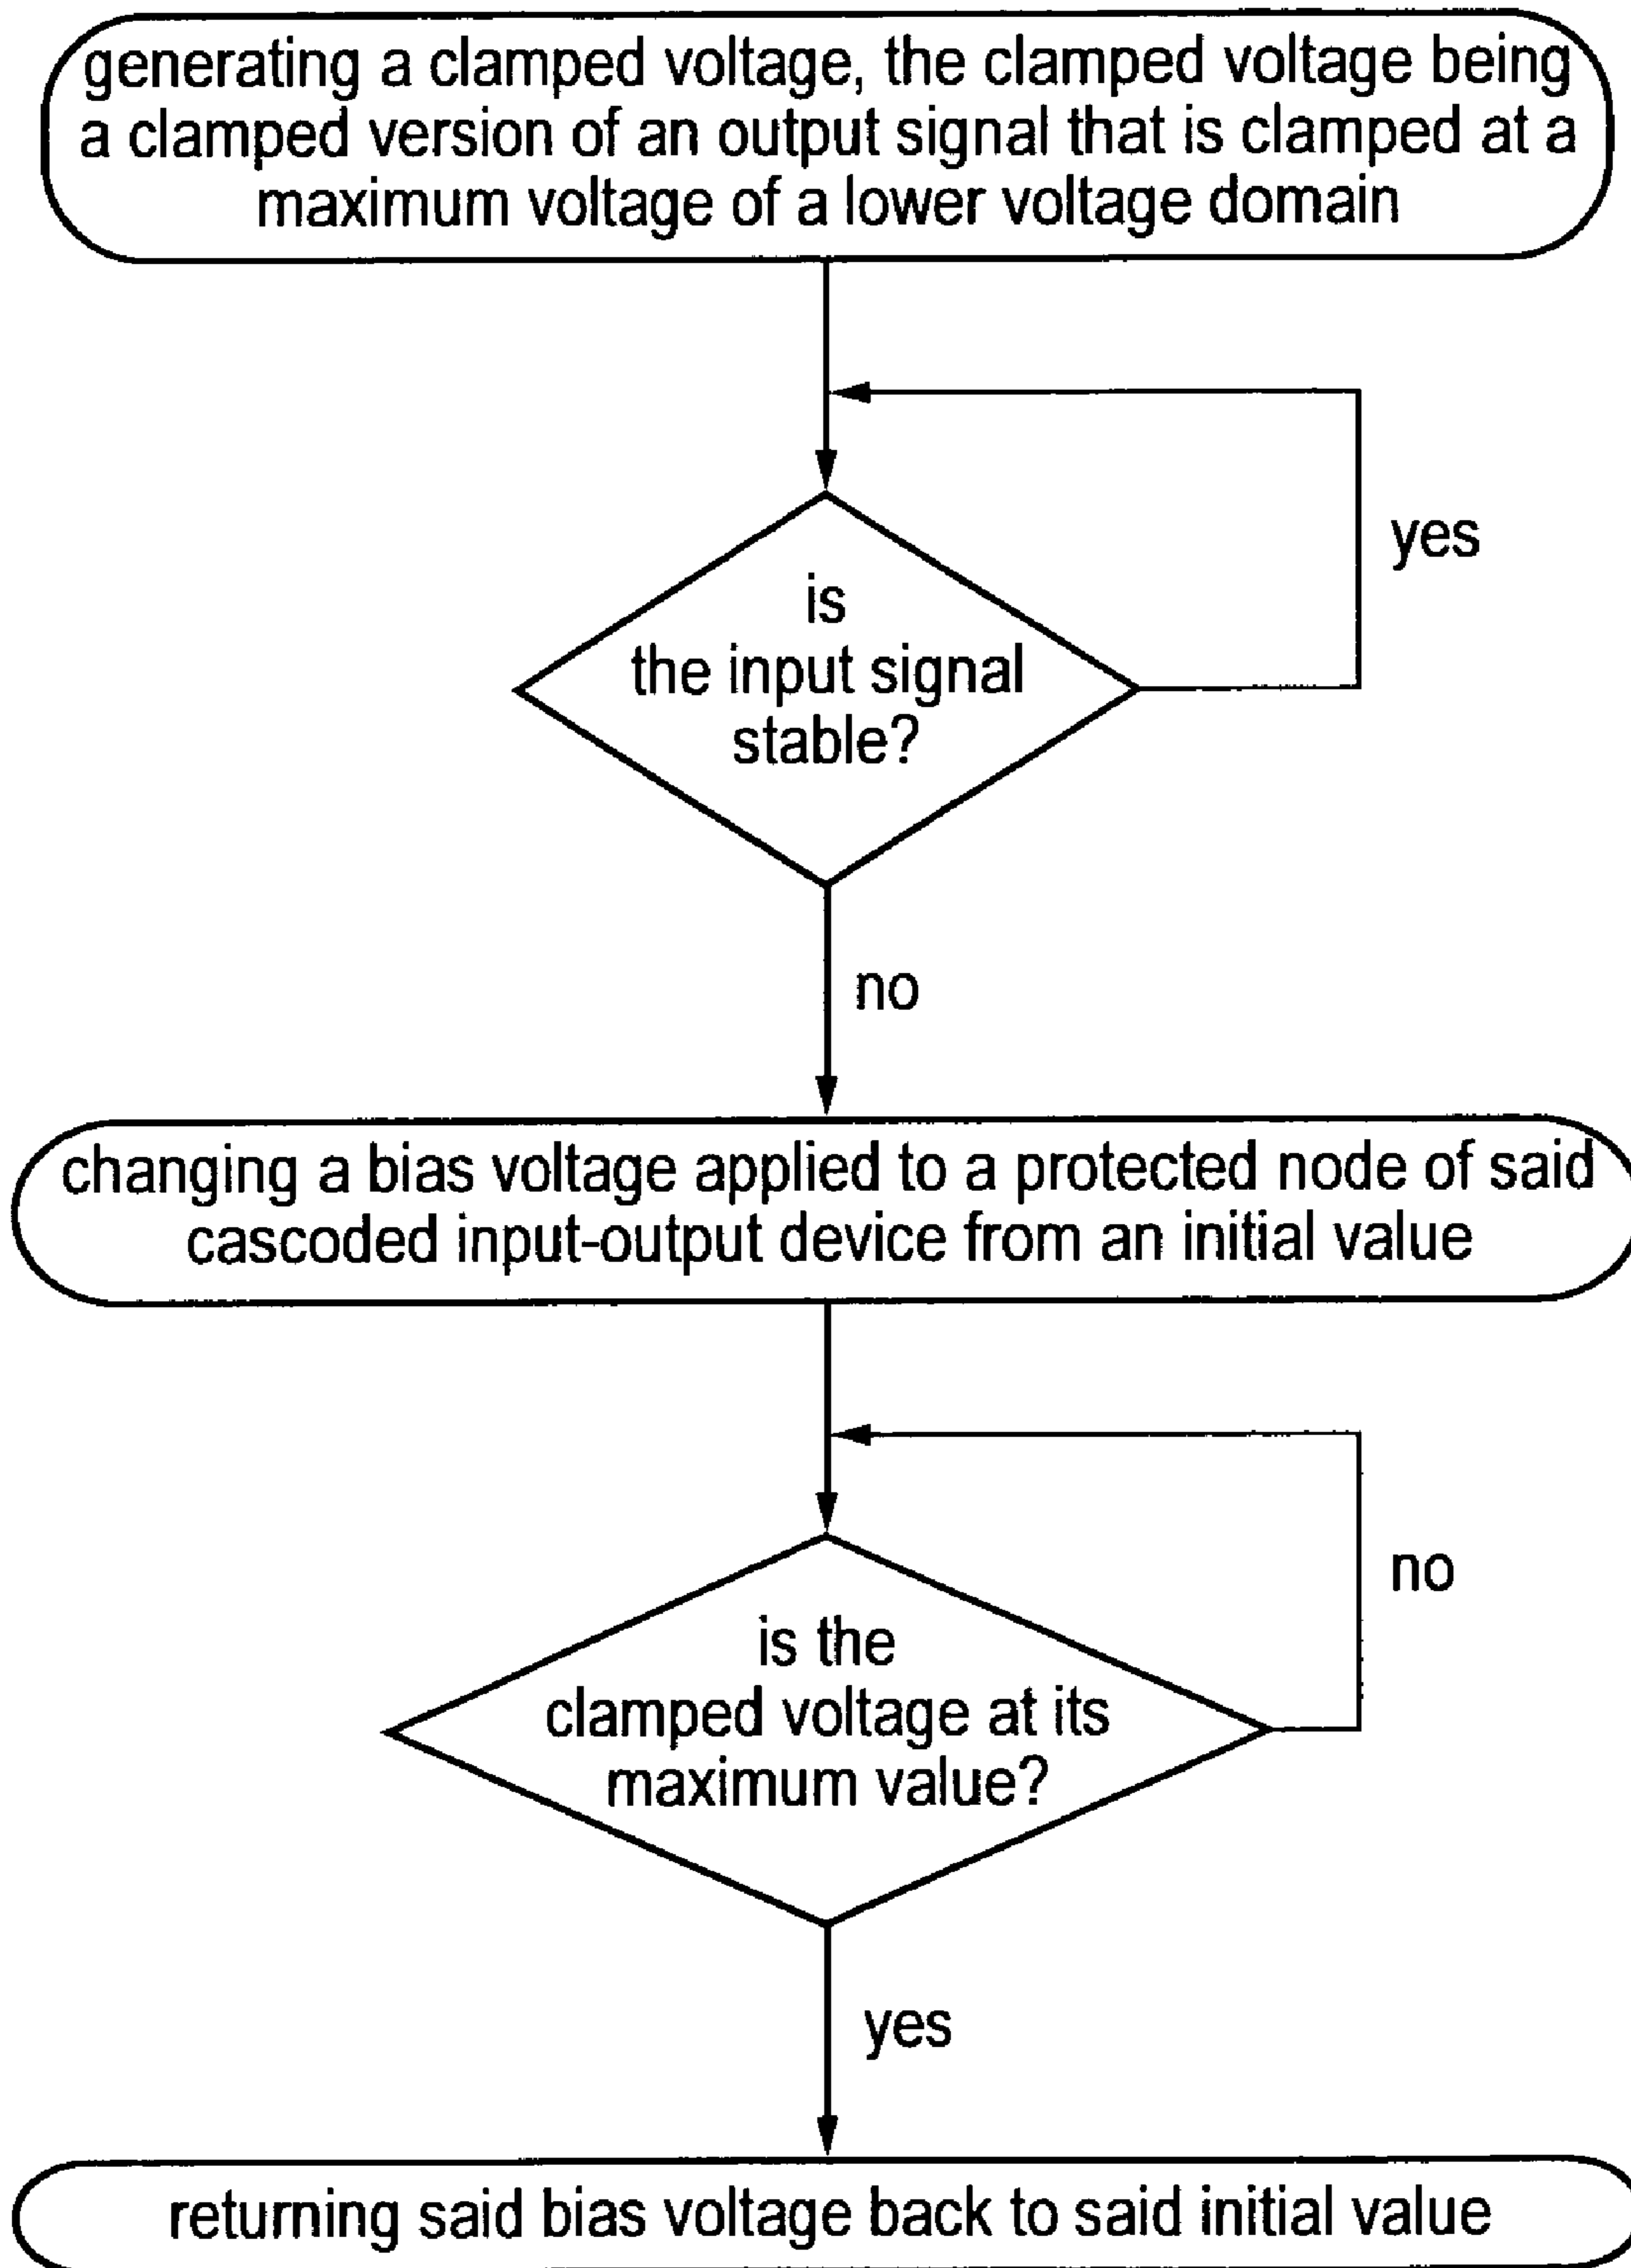 generating a clamped voltage, the clamped voltage being
a clamped version of an output signal that is clamped at a
maximum voltage of a lower voltage domain
yes
is
the input signal
stable?
no
changing a bias voltage applied to a protected node of said
cascoded input-output device from an initial value
no
is the
clamped voltage at its
maximum value?
yes
returning said bias voltage back to said initial value